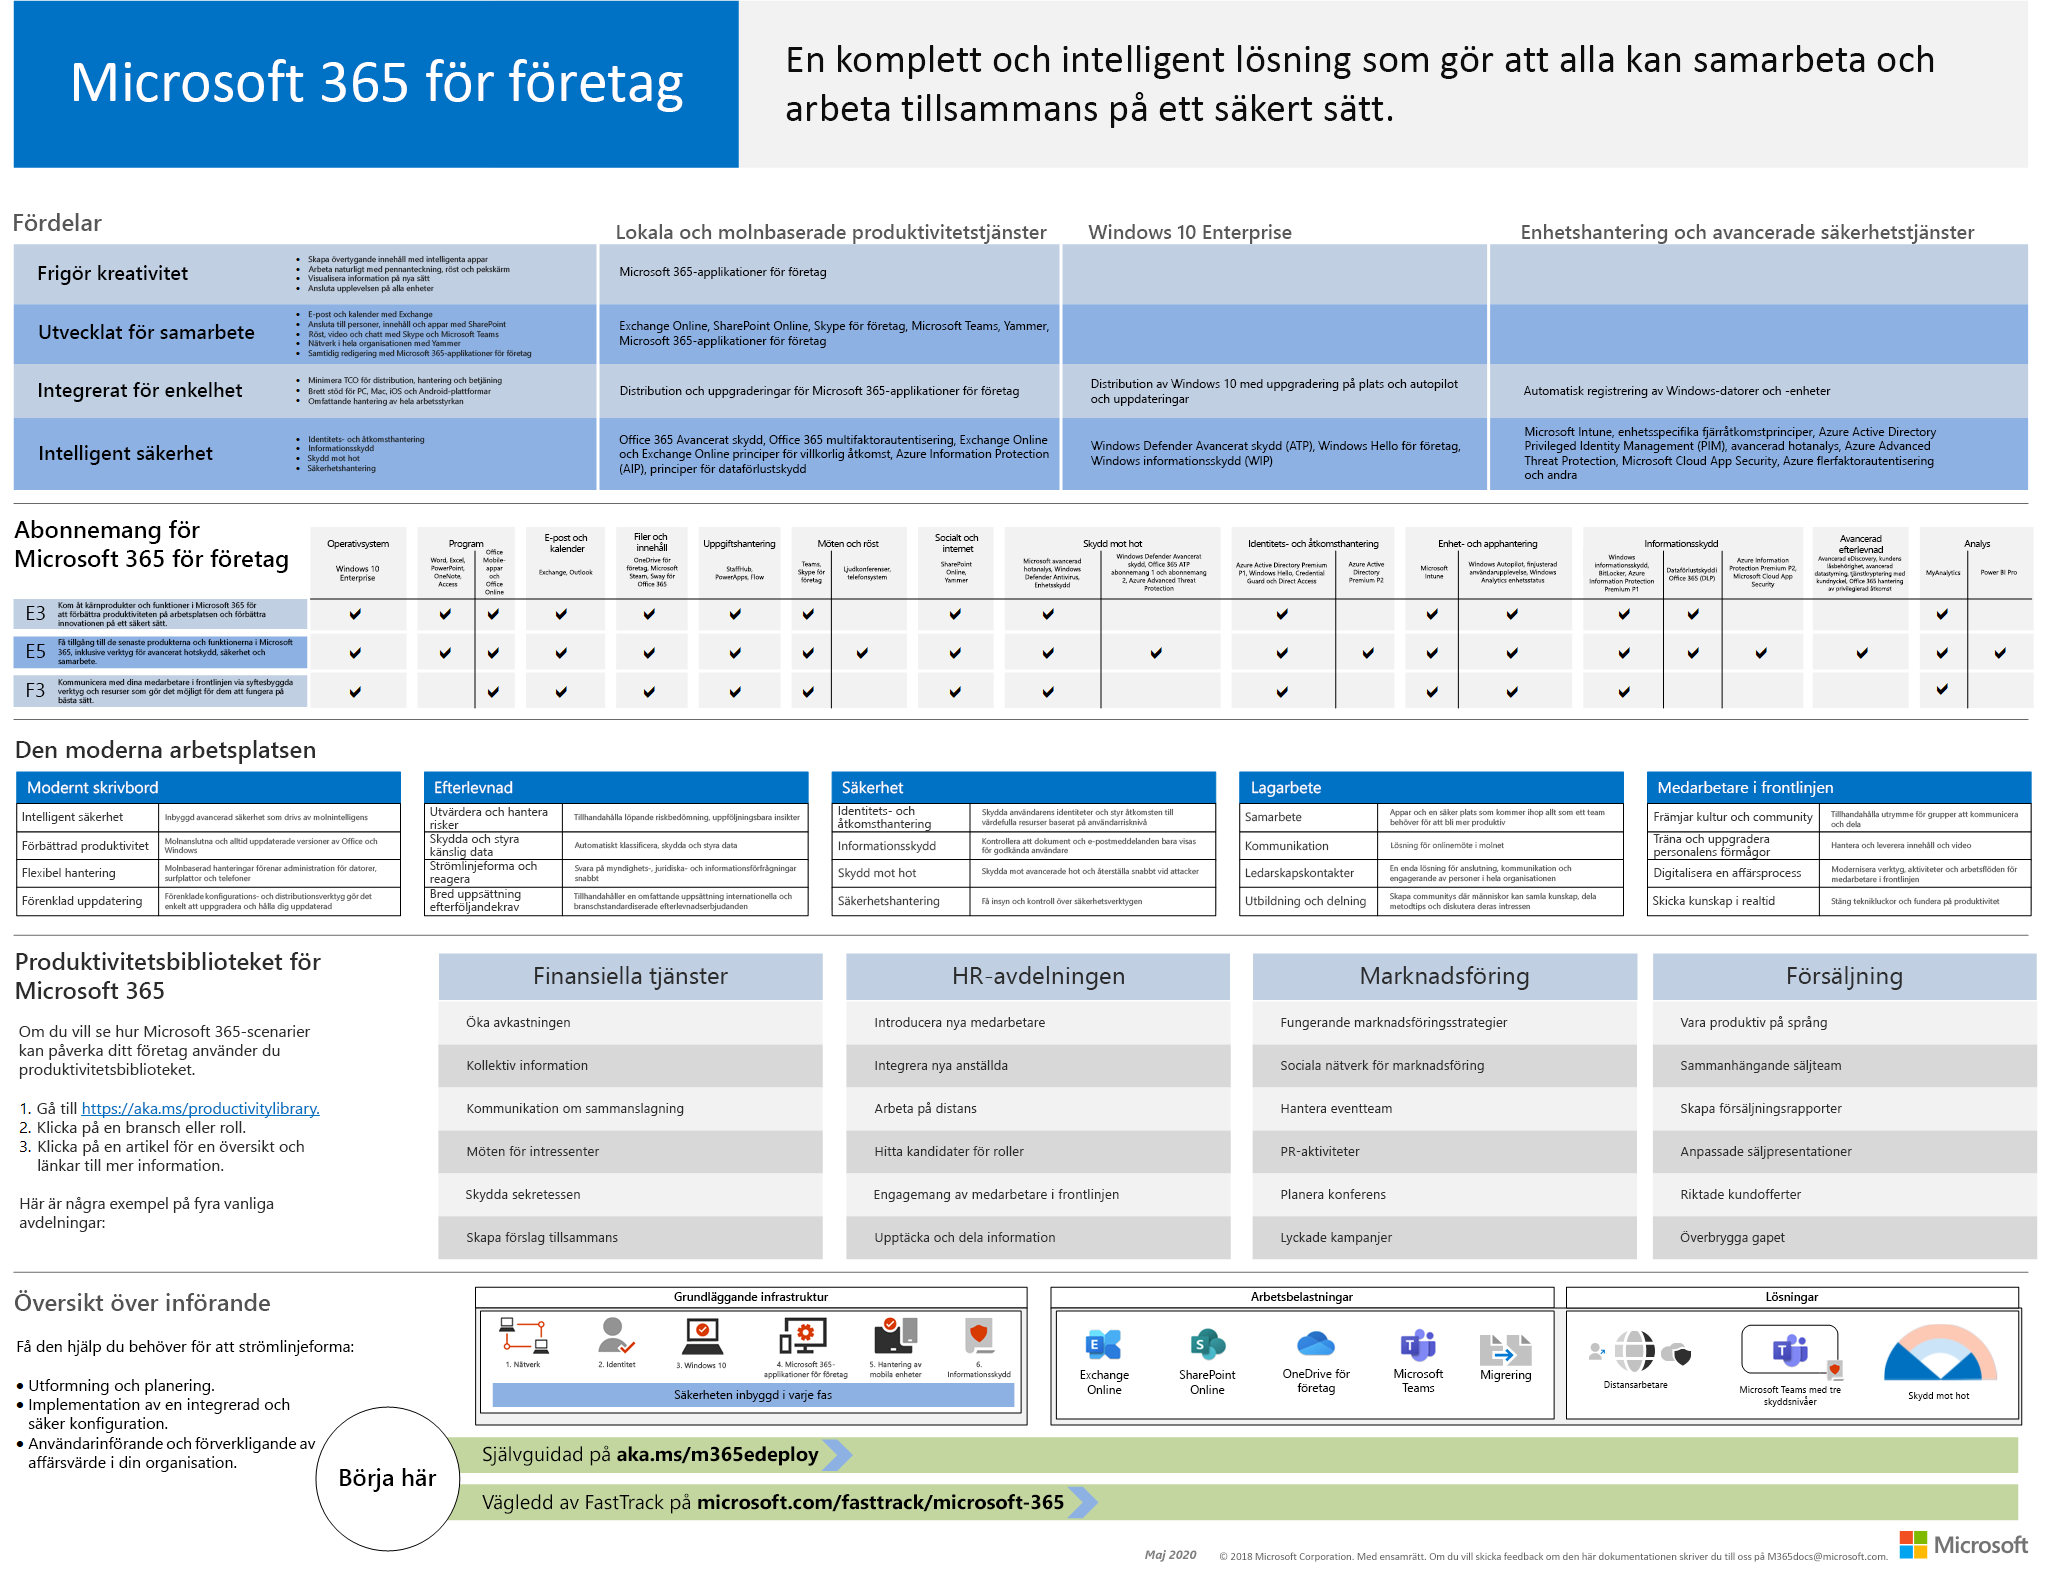 Microsoft 365 för företag
En komplett och intelligent lösning som gör att alla kan samarbeta och
arbeta tillsammans på ett säkert sätt.
Fördelar
Lokala och molnbaserade produktivitetstjänster
Windows 10 Enterprise
Enhetshantering och avancerade säkerhetstjänster
Frigör kreativitet
• Skapa övertygande innehåll med intelligenta appar
• Arbeta naturligt med pennanteckning, röst och pekskärm
• Visualisera information på nya sätt
• Ansluta upplevelsen på alla enheter
Microsoft 365-applikationer för företag
Utvecklat för samarbete
• E-post och kalender med Exchange
• Ansluta till personer, innehåll och appar med SharePoint
• Röst, video och chatt med Skype och Microsoft Teams
• Nätverk i hela organisationen med Yammer
• Samtidig redigering med Microsoft 365-applikationer för företag
Exchange Online, SharePoint Online, Skype för företag, Microsoft Teams, Yammer,
Microsoft 365-applikationer för företag
Integrerat för enkelhet
• Minimera TCO för distribution, hantering och betjäning
• Brett stöd för PC, Mac, iOS och Android-plattformar
• Omfattande hantering av hela arbetsstyrkan
Distribution och uppgraderingar för Microsoft 365-applikationer för företag
Distribution av Windows 10 med uppgradering på plats och autopilot
och uppdateringar
Automatisk registrering av Windows-datorer och -enheter
Intelligent säkerhet
• Identitets- och åtkomsthantering
• Informationsskydd
• Skydd mot hot
• Säkerhetshantering
Office 365 Avancerat skydd, Office 365 multifaktorautentisering, Exchange Online
och Exchange Online principer för villkorlig åtkomst, Azure Information Protection
(AIP), principer för dataförlustskydd
Windows Defender Avancerat skydd (ATP), Windows Hello för företag,
Windows informationsskydd (WIP)
Microsoft Intune, enhetsspecifika fjärråtkomstprinciper, Azure Active Directory
Privileged Identity Management (PIM), avancerad hotanalys, Azure Advanced
Threat Protection, Microsoft Cloud App Security, Azure flerfaktorautentisering
och andra
Abonnemang för
Microsoft 365 för företag
Operativsystem
Windows 10
Enterprise
Program
Word, Excel,
PowerPoint,
OneNote,
Access
Office
Mobile-
appar
och
Office
Online
E-post och
kalender
Exchange, Outlook
Filer och
innehåll
OneDrive för
företag, Microsoft
Steam, Sway för
Office 365
Uppgiftshantering
StaffHub,
PowerApps, Flow
Möten och röst
Teams,
Skype för
företag
Ljudkonferenser,
telefonsystem
Socialt och
internet
SharePoint
Online,
Yammer
Skydd mot hot
Microsoft avancerad
hotanalys, Windows
Defender Antivirus,
Enhetsskydd
Windows Defender Avancerat
skydd, Office 365 ATP
abonnemang 1 och abonnemang
2, Azure Advanced Threat
Protection
Identitets- och åtkomsthantering
Azure Active Directory Premium
P1, Windows Hello, Credential
Guard och Direct Access
Azure Active
Directory
Premium P2
Enhet- och apphantering
Microsoft
Intune
Windows Autopilot, finjusterad
användarupplevelse, Windows
Analytics enhetsstatus
Informationsskydd
Windows
informationsskydd,
BitLocker, Azure
Information Protection
Premium P1
Dataförlustskyddi
Office 365 (DLP)
Azure Information
Protection Premium P2,
Microsoft Cloud App
Security
Avancerad
efterlevnad
Avancerad eDiscovery, kundens
låsbehörighet, avancerad
datastyrning, tjänstkryptering med
kundnyckel, Office 365 hantering
av privilegierad åtkomst
Analys
MyAnalytics
Power BI Pro
E3
Kom åt kärnprodukter och funktioner i Microsoft 365 för
att förbättra produktiviteten på arbetsplatsen och förbättra
innovationen på ett säkert sätt.
E5
Få tillgång till de senaste produkterna och funktionerna i Microsoft
365, inklusive verktyg för avancerat hotskydd, säkerhet och
samarbete.
F3
Kommunicera med dina medarbetare i frontlinjen via syftesbyggda
verktyg och resurser som gör det möjligt för dem att fungera på
bästa sätt.
Den moderna arbetsplatsen
Modernt skrivbord
Intelligent säkerhet
Inbyggd avancerad säkerhet som drivs av molnintelligens
Förbättrad produktivitet
Molnanslutna och alltid uppdaterade versioner av Office och
Windows
Flexibel hantering
Molnbaserad hanteringar förenar administration för datorer,
surfplattor och telefoner
Förenklad uppdatering
Förenklade konfigurations- och distributionsverktyg gör det
enkelt att uppgradera och hålla dig uppdaterad
Efterlevnad
Utvärdera och hantera
risker
Tillhandahålla löpande riskbedömning, uppföljningsbara insikter
Skydda och styra
känslig data
Automatiskt klassificera, skydda och styra data
Strömlinjeforma och
reagera
Svara på myndighets-, juridiska- och informationsförfrågningar
snabbt
Bred uppsättning
efterföljandekrav
Tillhandahåller en omfattande uppsättning internationella och
branschstandardiserade efterlevnadserbjudanden
Säkerhet
Identitets- och
åtkomsthantering
Skydda användarens identiteter och styr åtkomsten till
värdefulla resurser baserat på användarrisknivå
Informationsskydd
Kontrollera att dokument och e-postmeddelanden bara visas
för godkända användare
Skydd mot hot
Skydda mot avancerade hot och återställa snabbt vid attacker
Säkerhetshantering
Få insyn och kontroll över säkerhetsverktygen
Lagarbete
Samarbete
Appar och en säker plats som kommer ihop allt som ett team
behöver för att bli mer produktiv
Kommunikation
Lösning för onlinemöte i molnet
Ledarskapskontakter
En enda lösning för anslutning, kommunikation och
engagerande av personer i hela organisationen
Utbildning och delning
Skapa communitys där människor kan samla kunskap, dela
metodtips och diskutera deras intressen
Medarbetare i frontlinjen
Främjar kultur och community
Tillhandahålla utrymme för grupper att kommunicera
och dela
Träna och uppgradera
personalens förmågor
Hantera och leverera innehåll och video
Digitalisera en affärsprocess
Modernisera verktyg, aktiviteter och arbetsflöden för
medarbetare i frontlinjen
Skicka kunskap i realtid
Stäng teknikluckor och fundera på produktivitet
Produktivitetsbiblioteket för
Microsoft 365
Om du vill se hur Microsoft 365-scenarier
kan påverka ditt företag använder du
produktivitetsbiblioteket.
1. Gå till https://aka.ms/productivitylibrary.
2. Klicka på en bransch eller roll.
3. Klicka på en artikel för en översikt och
länkar till mer information.
Här är några exempel på fyra vanliga
avdelningar:
Finansiella tjänster
Öka avkastningen
Kollektiv information
Kommunikation om sammanslagning
Möten för intressenter
Skydda sekretessen
Skapa förslag tillsammans
HR-avdelningen
Introducera nya medarbetare
Integrera nya anställda
Arbeta på distans
Hitta kandidater för roller
Engagemang av medarbetare i frontlinjen
Upptäcka och dela information
Marknadsföring
Fungerande marknadsföringsstrategier
Sociala nätverk för marknadsföring
Hantera eventteam
PR-aktiviteter
Planera konferens
Lyckade kampanjer
Försäljning
Vara produktiv på språng
Sammanhängande säljteam
Skapa försäljningsrapporter
Anpassade säljpresentationer
Riktade kundofferter
Överbrygga gapet
Översikt över införande
Få den hjälp du behöver för att strömlinjeforma:
• Utformning och planering.
• Implementation av en integrerad och
säker konfiguration.
• Användarinförande och förverkligande av
affärsvärde i din organisation.
Börja här
Grundläggande infrastruktur
1. Nätverk
2. Identitet
3. Windows 10
4. Microsoft 365-
applikationer för företag
5. Hantering av
mobila enheter
6.
Informationsskydd
Säkerheten inbyggd i varje fas
Arbetsbelastningar
Exchange
Online
SharePoint
Online
OneDrive för
företag
Microsoft
Teams
Migrering
Lösningar
Distansarbetare
Microsoft Teams med tre
skyddsnivåer
Skydd mot hot
Självguidad på aka.ms/m365edeploy
Vägledd av FastTrack på microsoft.com/fasttrack/microsoft-365
Maj 2020
© 2018 Microsoft Corporation. Med ensamrätt. Om du vill skicka feedback om den här dokumentationen skriver du till oss på M365docs@microsoft.com.
Microsoft